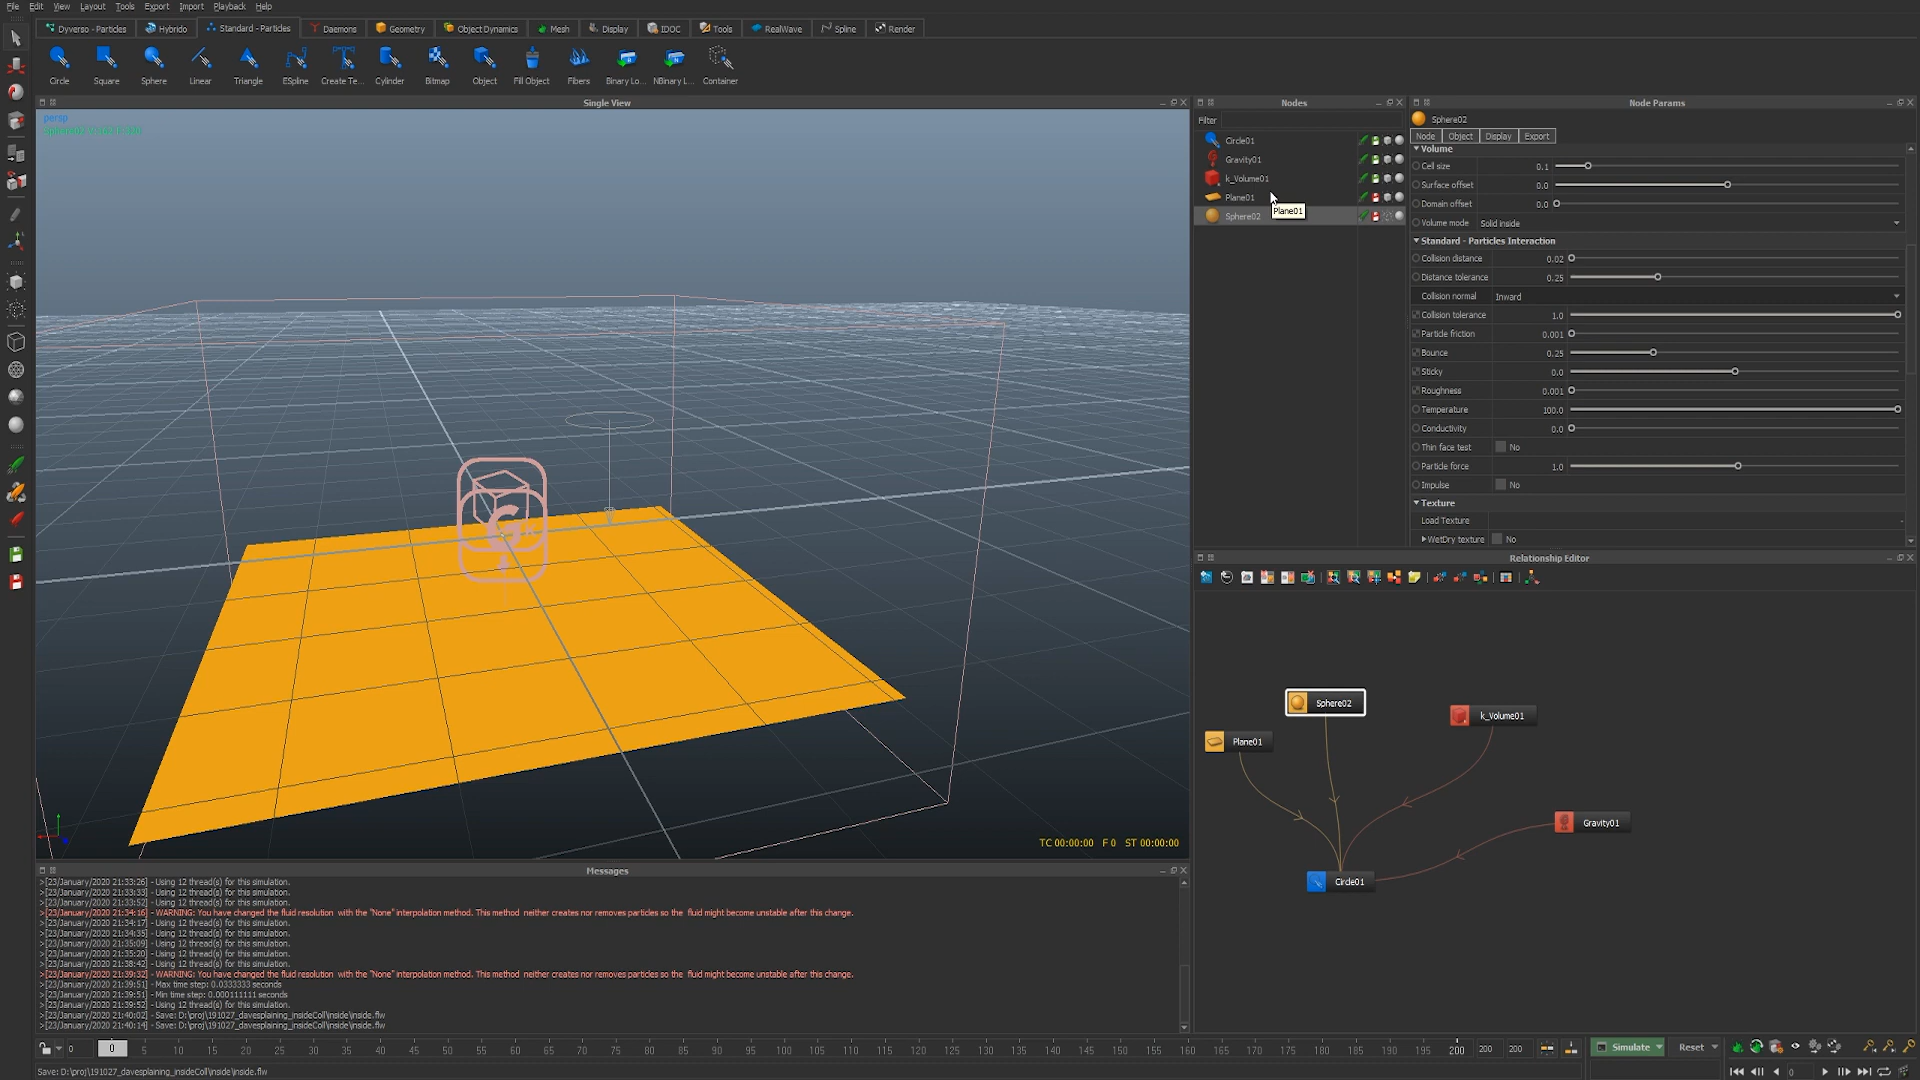 File Edit View Layout Tools Export Import Playback Help
Dyverso - Particles Hybrido Standard - Particles Daemons Geometry Object Dynamics Mesh Display IDOC Tools RealWave Spline Render
Circle Square Sphere Linear Triangle ESpline Create Te... Cylinder Bitmap Object Fill Object Fibers Binary Lo... NBinary L... Container
Single View
persp
Nodes
Filter
Circle01
Gravity01
k_Volume01
Plane01
Plane01
Sphere02
Node Params
Sphere02
Node Object Display Export
Volume
Cell size 0.1
Surface offset 0.0
Domain offset 0.0
Volume mode Solid inside
Standard - Particles Interaction
Collision distance 0.02
Distance tolerance 0.25
Collision normal Inward
Collision tolerance 1.0
Particle friction 0.001
Bounce 0.25
Sticky 0.0
Roughness 0.001
Temperature 100.0
Conductivity 0.0
Thin face test No
Particle force 1.0
Impulse No
Texture
Load Texture
WetDry texture No
Relationship Editor
Sphere02
k_Volume01
Plane01
Gravity01
Circle01
G
TC 00:00:00 F 0 ST 00:00:00
Messages
>[23/January/2020 21:33:26] - Using 12 thread(s) for this simulation.
>[23/January/2020 21:33:33] - Using 12 thread(s) for this simulation.
>[23/January/2020 21:33:52] - Using 12 thread(s) for this simulation.
>[23/January/2020 21:34:16] - WARNING: You have changed the fluid resolution with the "None" interpolation method. This method neither creates nor removes particles so the fluid might become unstable after this change.
>[23/January/2020 21:34:17] - Using 12 thread(s) for this simulation.
>[23/January/2020 21:34:35] - Using 12 thread(s) for this simulation.
>[23/January/2020 21:35:09] - Using 12 thread(s) for this simulation.
>[23/January/2020 21:35:20] - Using 12 thread(s) for this simulation.
>[23/January/2020 21:38:42] - Using 12 thread(s) for this simulation.
>[23/January/2020 21:39:32] - WARNING: You have changed the fluid resolution with the "None" interpolation method. This method neither creates nor removes particles so the fluid might become unstable after this change.
>[23/January/2020 21:39:51] - Max time step: 0.0333333 seconds
>[23/January/2020 21:39:51] - Min time step: 0.000111111 seconds
>[23/January/2020 21:39:52] - Using 12 thread(s) for this simulation.
>[23/January/2020 21:40:02] - Save: D:\proj\191027_davesplaining_insideColl\inside\inside.flw
>[23/January/2020 21:40:14] - Save: D:\proj\191027_davesplaining_insideColl\inside\inside.flw
0 0 5 10 15 20 25 30 35 40 45 50 55 60 65 70 75 80 85 90 95 100 105 110 115 120 125 130 135 140 145 150 155 160 165 170 175 180 185 190 195 200 200 200 Simulate Reset
Save: D:\proj\191027_davesplaining_insideColl\inside\inside.flw
0